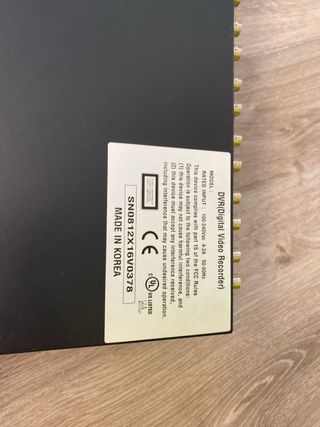 DVR(Digital Video Recorder)
MODEL :
RATED INPUT : 100-240Vac 4-2A 50-60Hz
This device complies with part 15 of the FCC Rules
Operation is subject to the following two conditions:
(1) this device may not cause harmful interference, and
(2) this device must accept any interference received,
including interference that may cause undesired operation.
CE
C UL US LISTED
SN0812X16V0378
MADE IN KOREA